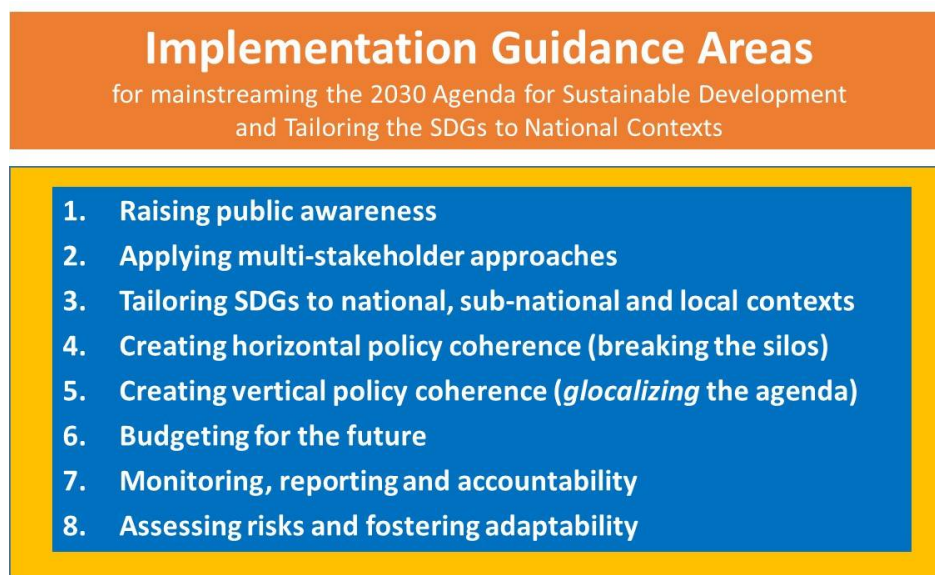 Implementation Guidance Areas
for mainstreaming the 2030 Agenda for Sustainable Development
and Tailoring the SDGs to National Contexts
1. Raising public awareness
2. Applying multi-stakeholder approaches
3. Tailoring SDGs to national, sub-national and local contexts
4. Creating horizontal policy coherence (breaking the silos)
5. Creating vertical policy coherence (glocalizing the agenda)
6. Budgeting for the future
7. Monitoring, reporting and accountability
8. Assessing risks and fostering adaptability